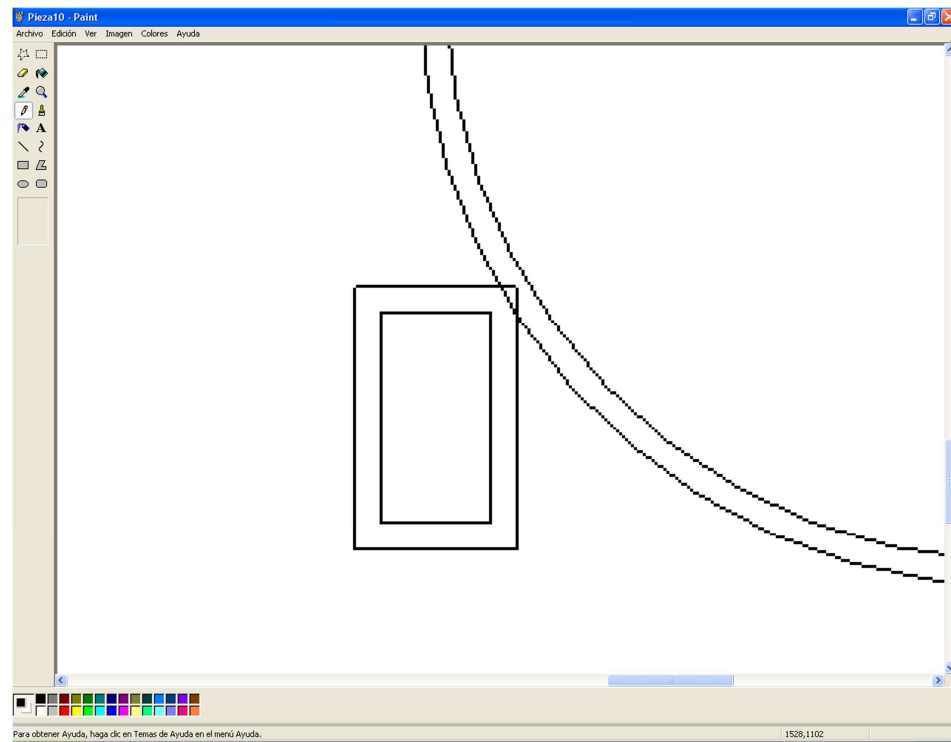 Pieza10 - Paint
Archivo Edición Ver Imagen Colores Ayuda
A
Para obtener Ayuda, haga clic en Temas de Ayuda en el menú Ayuda.
1528,1102